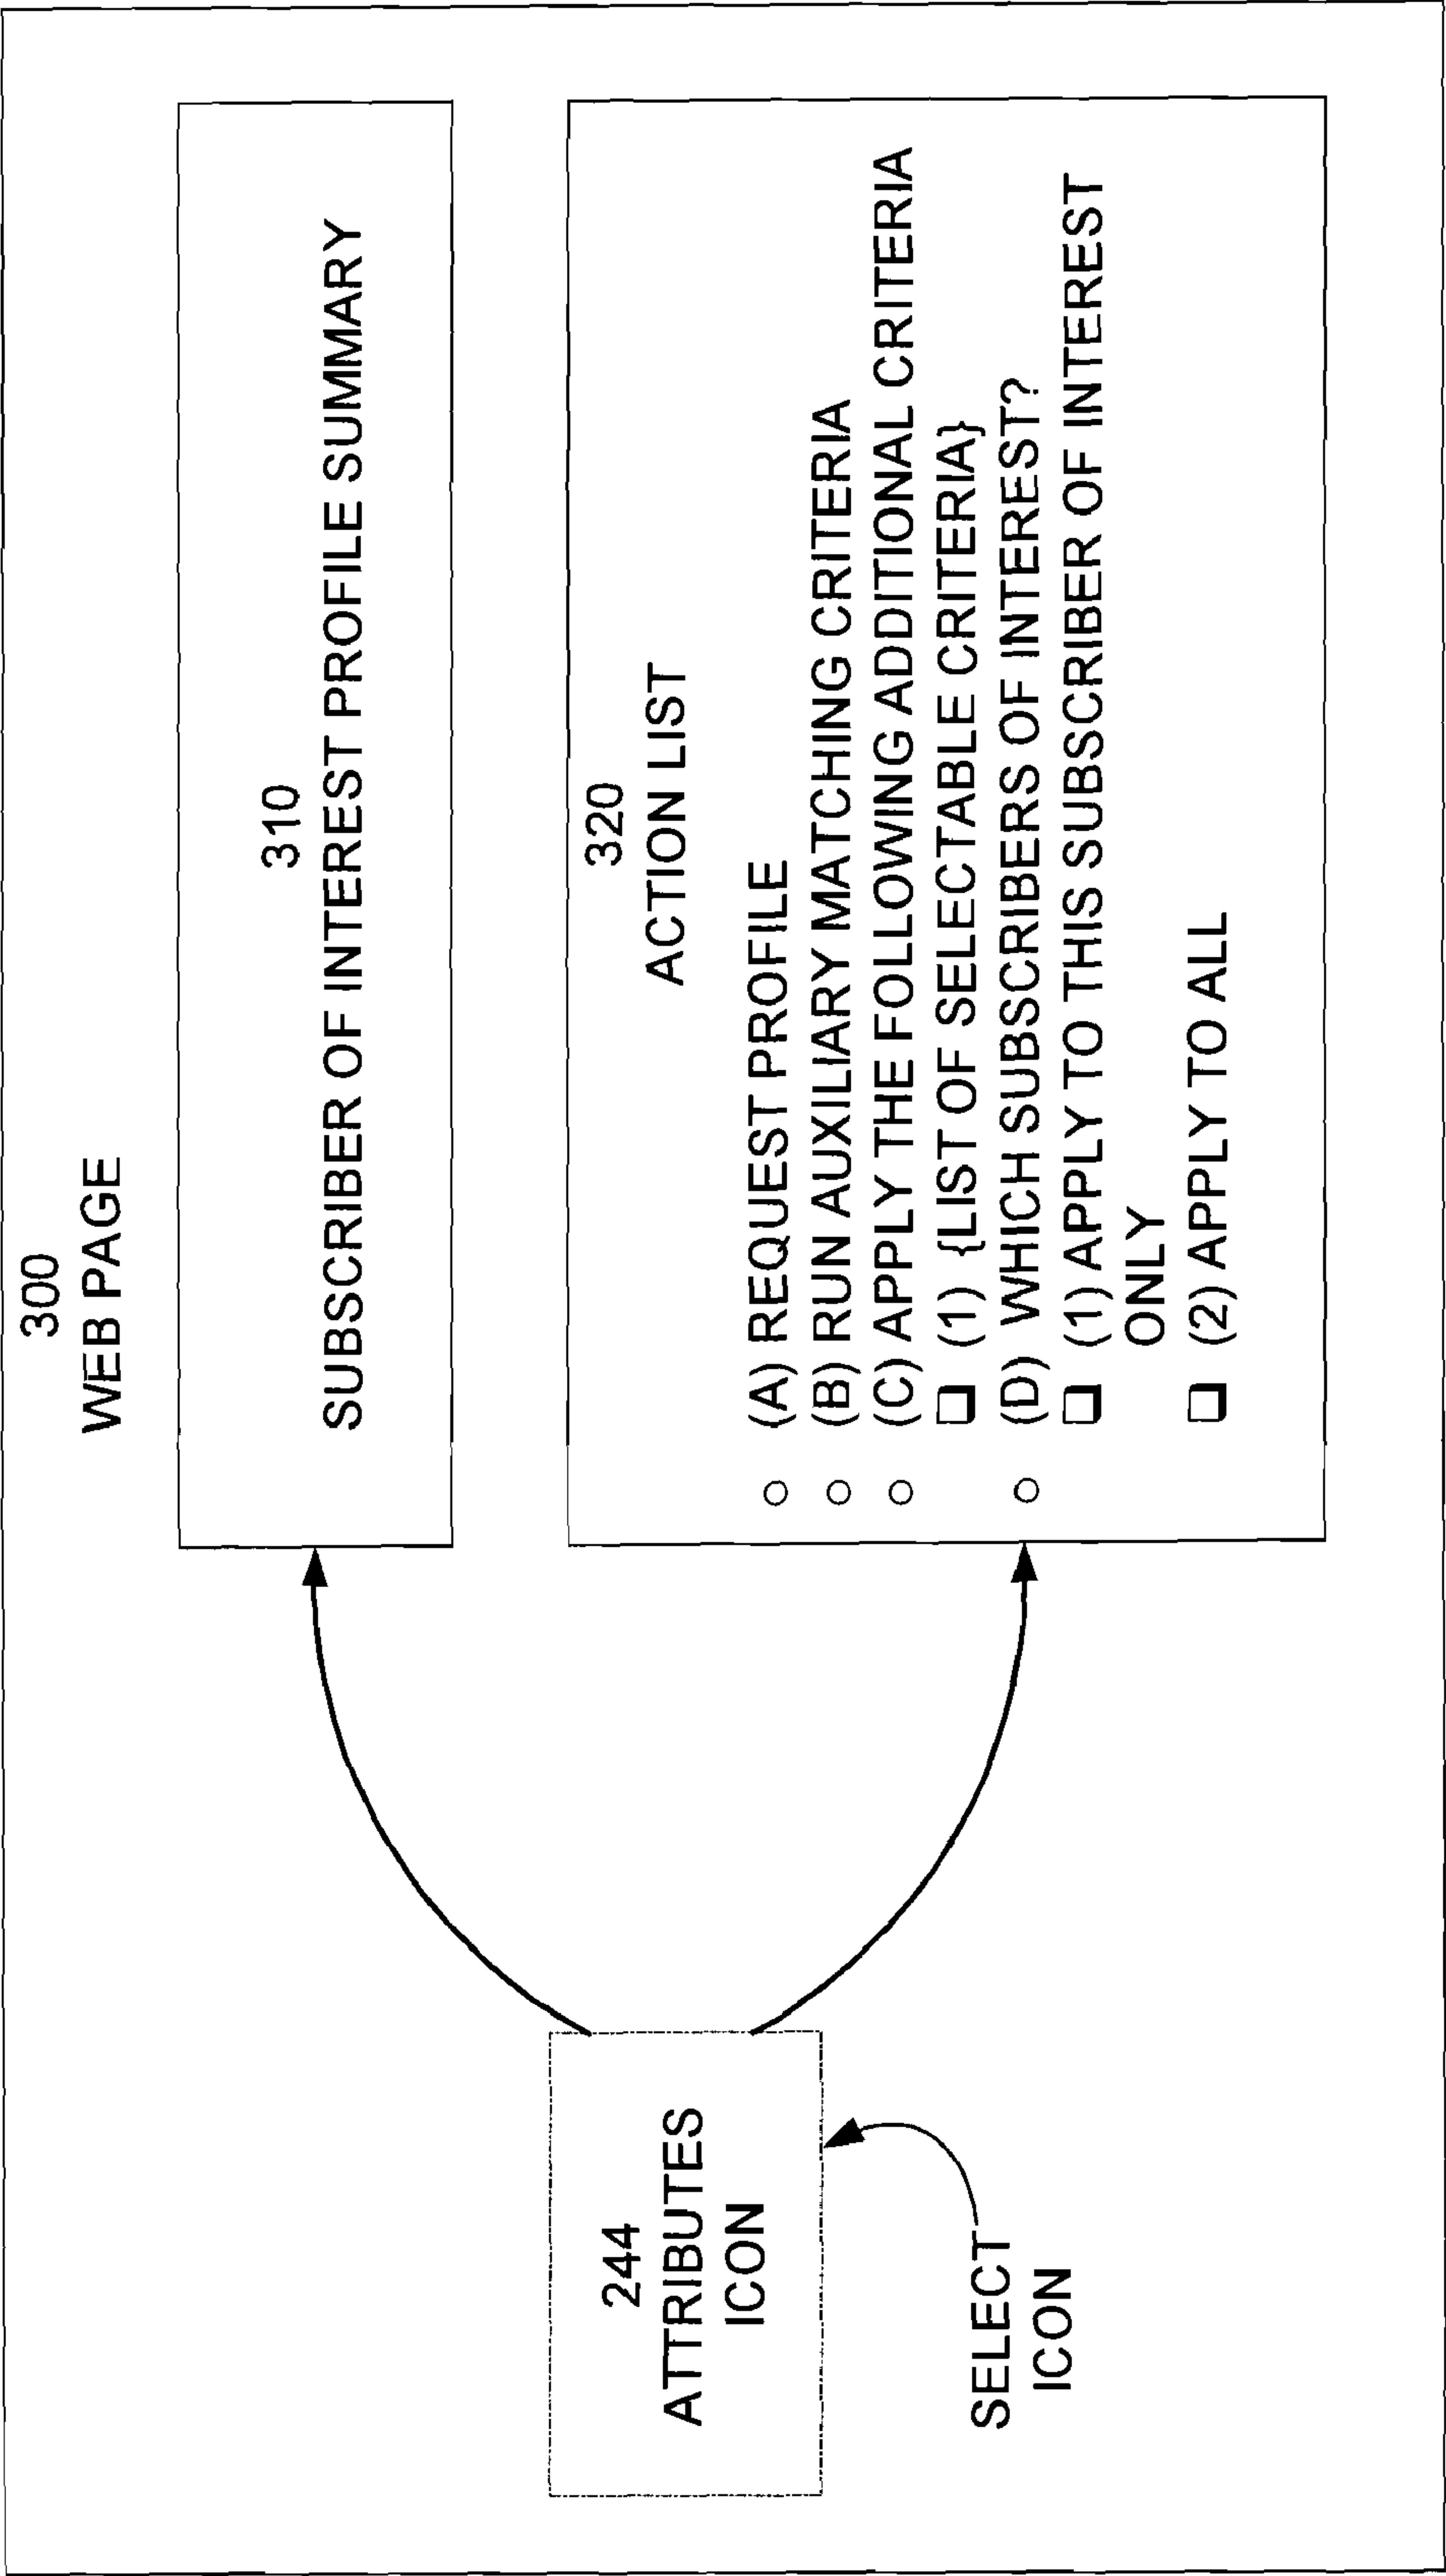 300
WEB PAGE
310
SUBSCRIBER OF INTEREST PROFILE SUMMARY
244
ATTRIBUTES
ICON
SELECT
ICON
320
ACTION LIST
(A) REQUEST PROFILE
(B) RUN AUXILIARY MATCHING CRITERIA
(C) APPLY THE FOLLOWING ADDITIONAL CRITERIA
(1) {LIST OF SELECTABLE CRITERIA}
(D) WHICH SUBSCRIBERS OF INTEREST?
(1) APPLY TO THIS SUBSCRIBER OF INTEREST
ONLY
(2) APPLY TO ALL